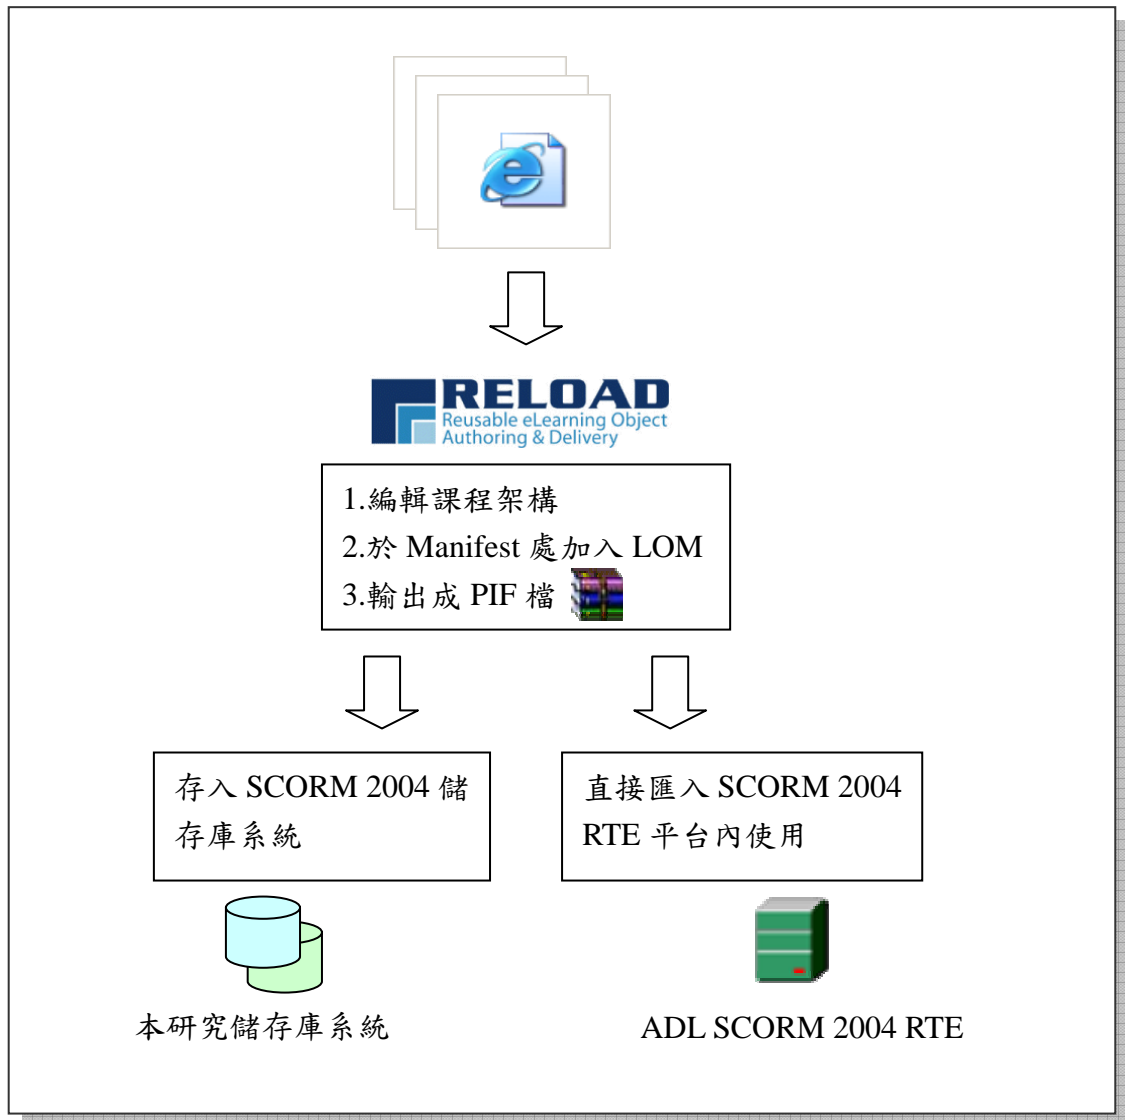 RELOAD
Reusable eLearning Object
Authoring & Delivery
1.編輯課程架構
2.於 Manifest 處加入 LOM
3.輸出成 PIF 檔
存入 SCORM 2004 儲
存庫系統
直接匯入 SCORM 2004
RTE 平台內使用
本研究儲存庫系統
ADL SCORM 2004 RTE